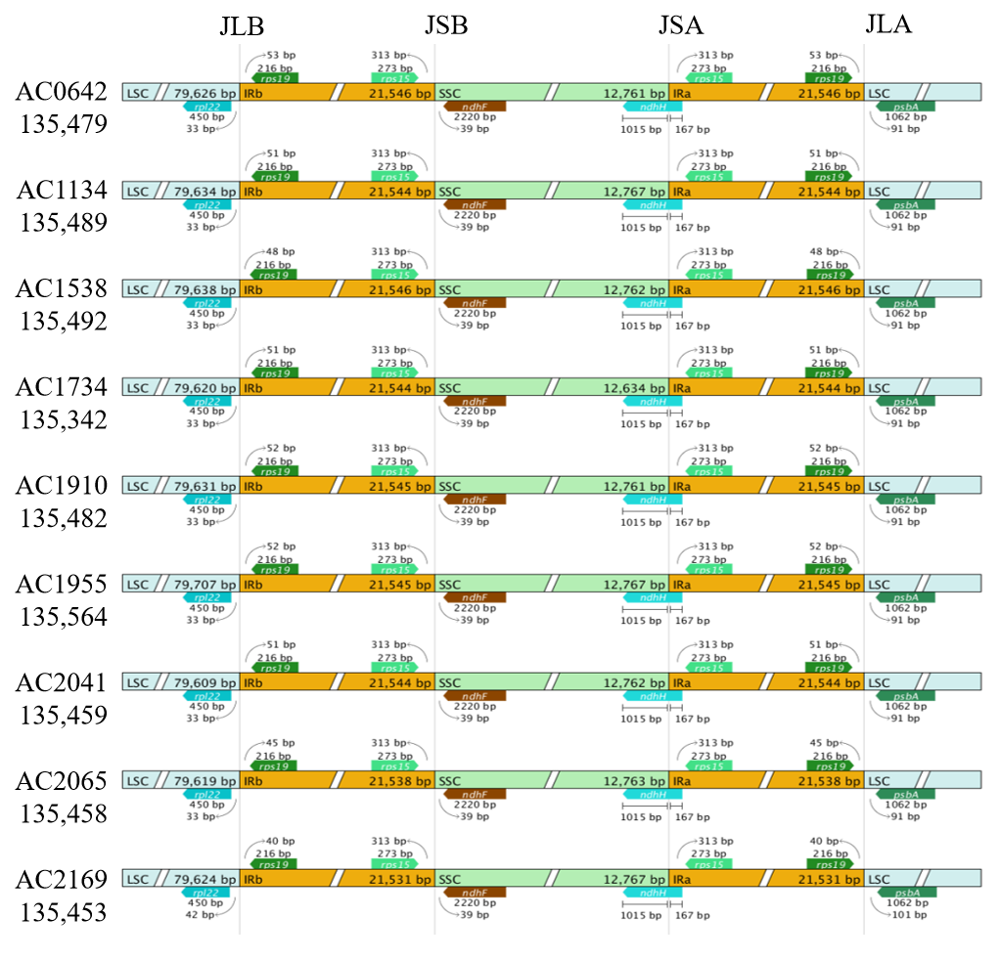 JLB JSB JSA JLA
53 bp 313 bp 313 bp 53 bp
216 bp 273 bp 273 bp 216 bp
rps19 rps15 rps15 rps19
AC0642 LSC 79,626 bp IRb 21,546 bp SSC 12,761 bp IRa 21,546 bp LSC
rpl22 ndhF ndhH psbA
135,479 450 bp 2220 bp 1015 bp 167 bp 1062 bp
33 bp 39 bp 91 bp
51 bp 313 bp 313 bp 51 bp
216 bp 273 bp 273 bp 216 bp
rps19 rps15 rps15 rps19
AC1134 LSC 79,634 bp IRb 21,544 bp SSC 12,767 bp IRa 21,544 bp LSC
rpl22 ndhF ndhH psbA
135,489 450 bp 2220 bp 1015 bp 167 bp 1062 bp
33 bp 39 bp 91 bp
48 bp 313 bp 313 bp 48 bp
216 bp 273 bp 273 bp 216 bp
rps19 rps15 rps15 rps19
AC1538 LSC 79,638 bp IRb 21,546 bp SSC 12,762 bp IRa 21,546 bp LSC
rpl22 ndhF ndhH psbA
135,492 450 bp 2220 bp 1015 bp 167 bp 1062 bp
33 bp 39 bp 91 bp
51 bp 313 bp 313 bp 51 bp
216 bp 273 bp 273 bp 216 bp
rps19 rps15 rps15 rps19
AC1734 LSC 79,620 bp IRb 21,544 bp SSC 12,634 bp IRa 21,544 bp LSC
rpl22 ndhF ndhH psbA
135,342 450 bp 2220 bp 1015 bp 167 bp 1062 bp
33 bp 39 bp 91 bp
52 bp 313 bp 313 bp 52 bp
216 bp 273 bp 273 bp 216 bp
rps19 rps15 rps15 rps19
AC1910 LSC 79,631 bp IRb 21,545 bp SSC 12,761 bp IRa 21,545 bp LSC
rpl22 ndhF ndhH psbA
135,482 450 bp 2220 bp 1015 bp 167 bp 1062 bp
33 bp 39 bp 91 bp
52 bp 313 bp 313 bp 52 bp
216 bp 273 bp 273 bp 216 bp
rps19 rps15 rps15 rps19
AC1955 LSC 79,707 bp IRb 21,545 bp SSC 12,767 bp IRa 21,545 bp LSC
rpl22 ndhF ndhH psbA
135,564 450 bp 2220 bp 1015 bp 167 bp 1062 bp
33 bp 39 bp 91 bp
51 bp 313 bp 313 bp 51 bp
216 bp 273 bp 273 bp 216 bp
rps19 rps15 rps15 rps19
AC2041 LSC 79,609 bp IRb 21,544 bp SSC 12,762 bp IRa 21,544 bp LSC
rpl22 ndhF ndhH psbA
135,459 450 bp 2220 bp 1015 bp 167 bp 1062 bp
33 bp 39 bp 91 bp
45 bp 313 bp 313 bp 45 bp
216 bp 273 bp 273 bp 216 bp
rps19 rps15 rps15 rps19
AC2065 LSC 79,619 bp IRb 21,538 bp SSC 12,763 bp IRa 21,538 bp LSC
rpl22 ndhF ndhH psbA
135,458 450 bp 2220 bp 1015 bp 167 bp 1062 bp
33 bp 39 bp 91 bp
40 bp 313 bp 313 bp 40 bp
216 bp 273 bp 273 bp 216 bp
rps19 rps15 rps15 rps19
AC2169 LSC 79,624 bp IRb 21,531 bp SSC 12,767 bp IRa 21,531 bp LSC
rpl22 ndhF ndhH psbA
135,453 450 bp 2220 bp 1015 bp 167 bp 1062 bp
42 bp 39 bp 101 bp